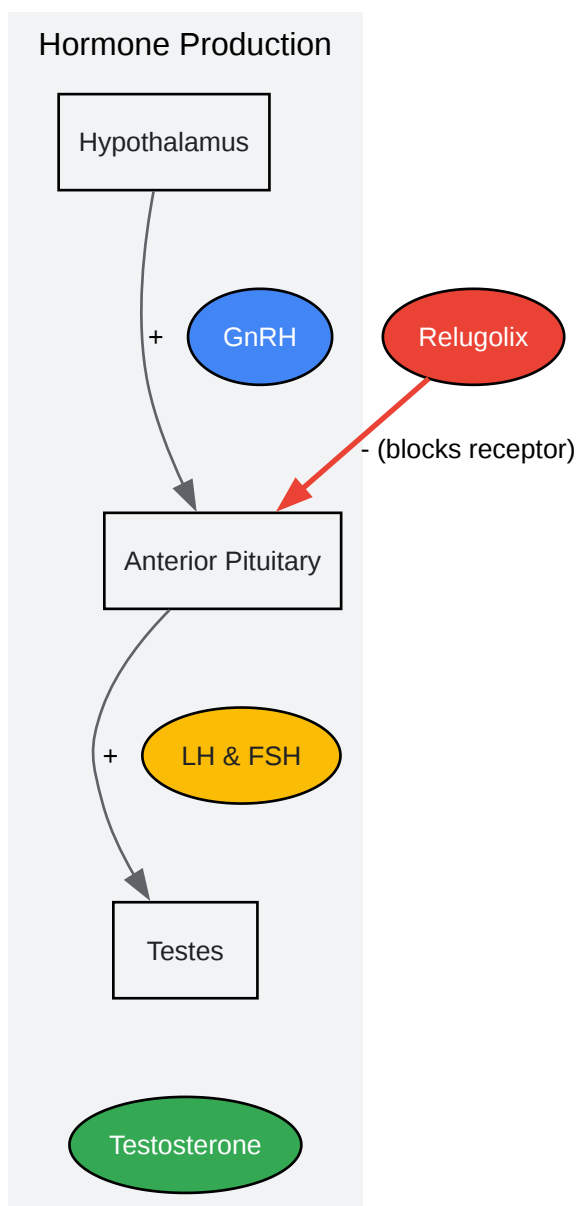 Hormone Production
Hypothalamus
+
GnRH
Relugolix
- (blocks receptor)
Anterior Pituitary
+
LH & FSH
Testes
Testosterone